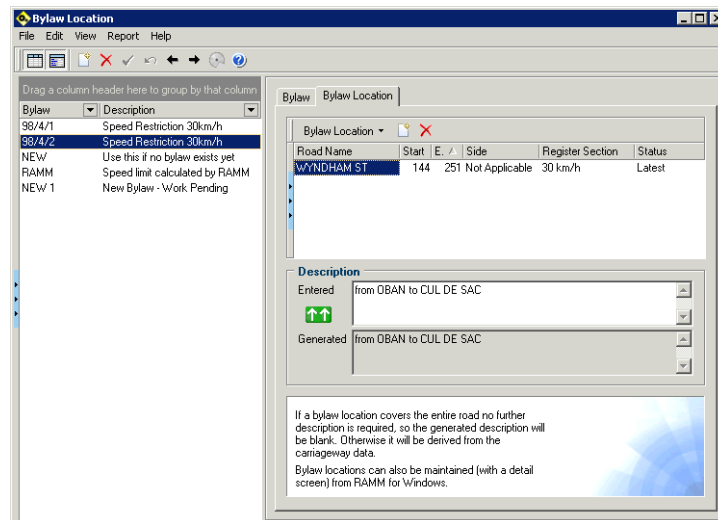 Bylaw Location
File Edit View Report Help
Drag a column header here to group by that column
Bylaw Description
98/4/1 Speed Restriction 30km/h
98/4/2 Speed Restriction 30km/h
NEW Use this if no bylaw exists yet
RAMM Speed limit calculated by RAMM
NEW 1 New Bylaw - Work Pending
Bylaw Bylaw Location
Bylaw Location
Road Name Start E. Side Register Section Status
WYNDHAM ST 144 251 Not Applicable 30 km/h Latest
Description
Entered from OBAN to CUL DE SAC
Generated from OBAN to CUL DE SAC
If a bylaw location covers the entire road no further
description is required, so the generated description will
be blank. Otherwise it will be derived from the
carriageway data.
Bylaw locations can also be maintained (with a detail
screen) from RAMM for Windows.